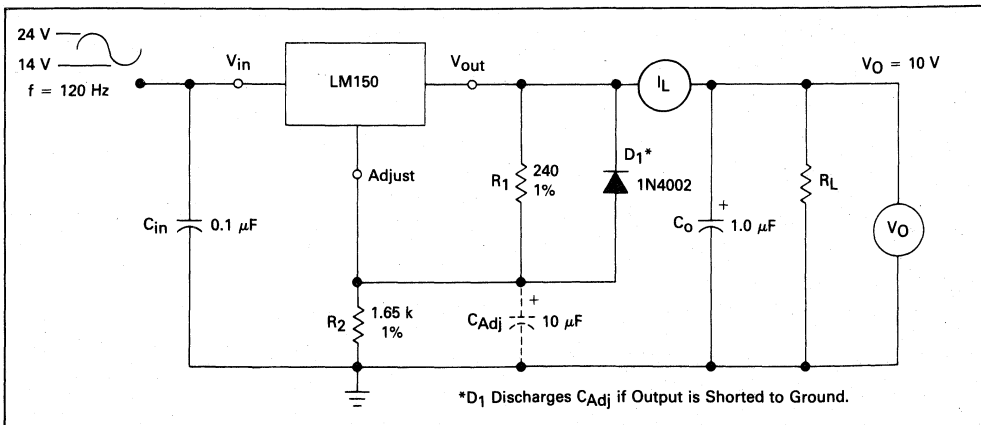 24 V
14 V
f = 120 Hz
Vin
LM150
Vout
IL
VO = 10 V
Adjust
R1
240
1%
D1*
1N4002
Cin
0.1 μF
CO
+
1.0 μF
RL
VO
R2
1.65 k
1%
CAdj
+
10 μF
*D1 Discharges CAdj if Output is Shorted to Ground.